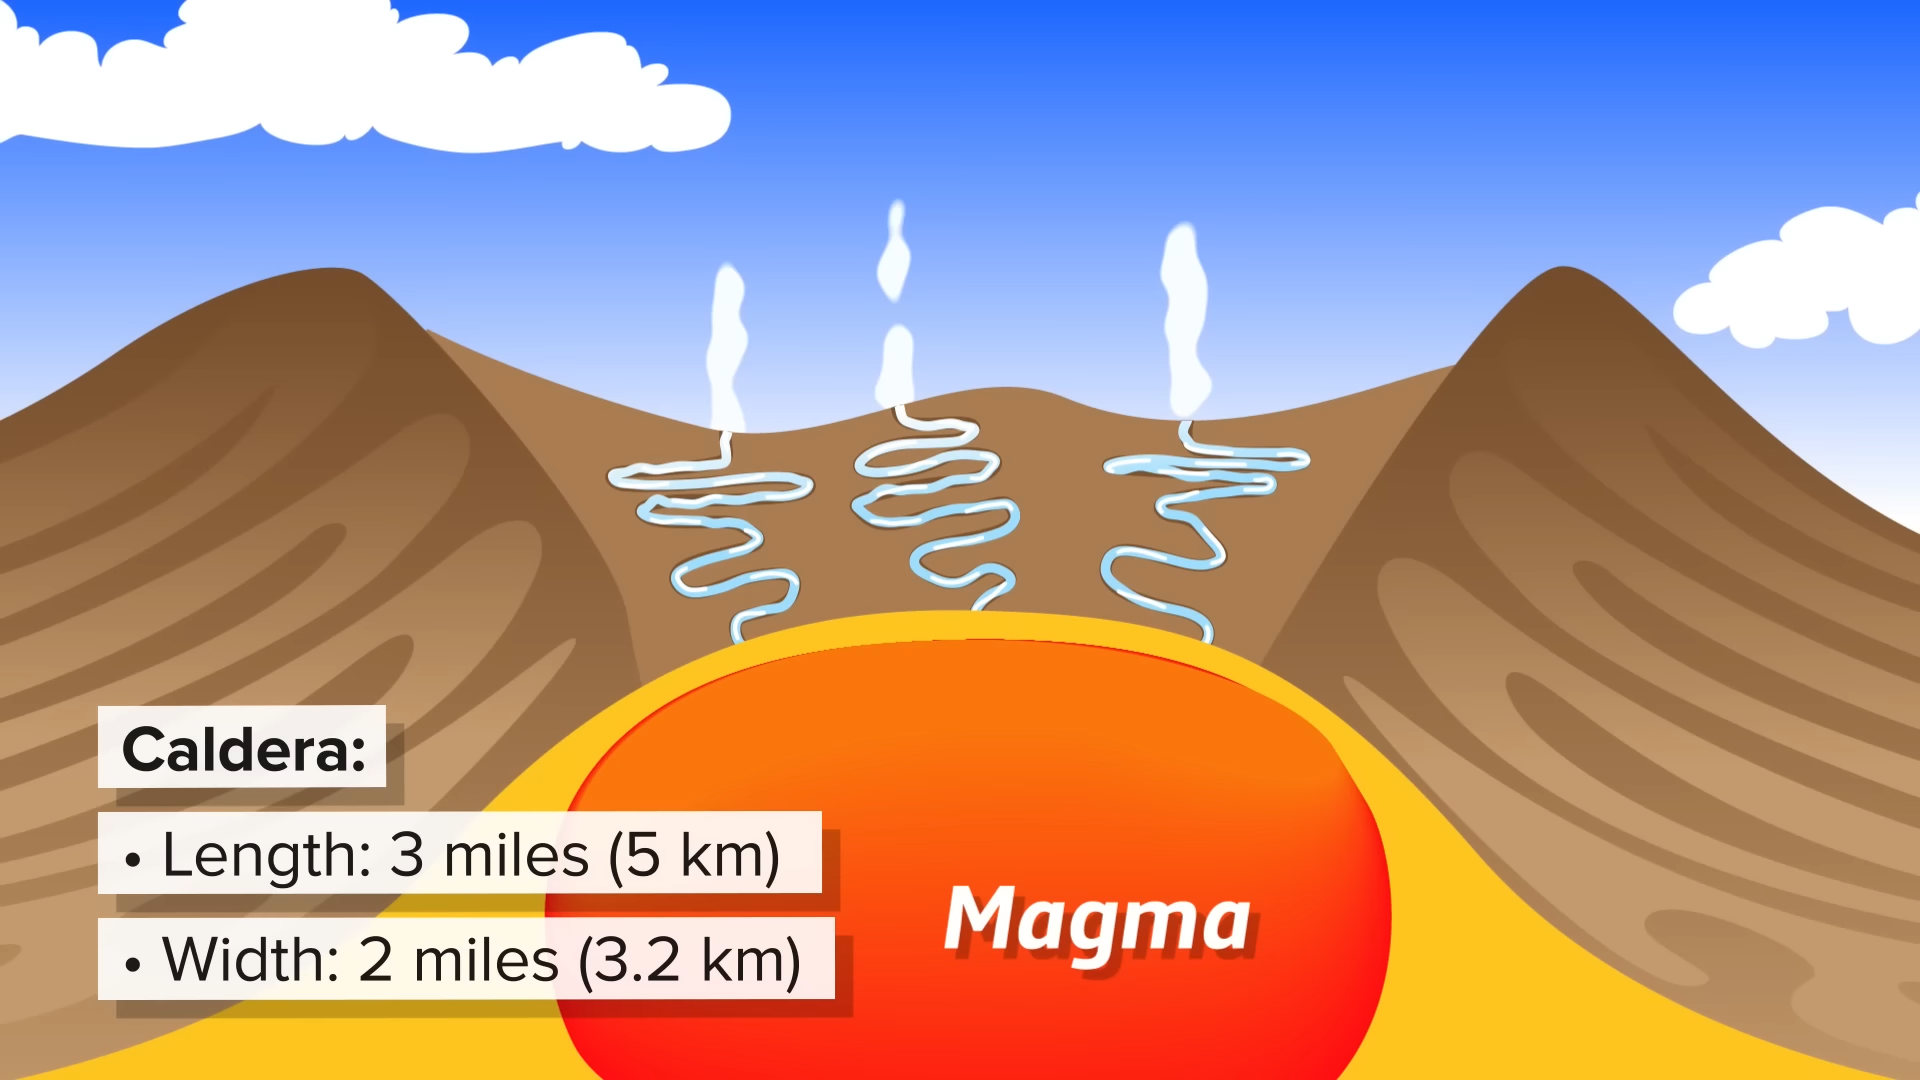 Caldera:
• Length: 3 miles (5 km)
• Width: 2 miles (3.2 km)
Magma